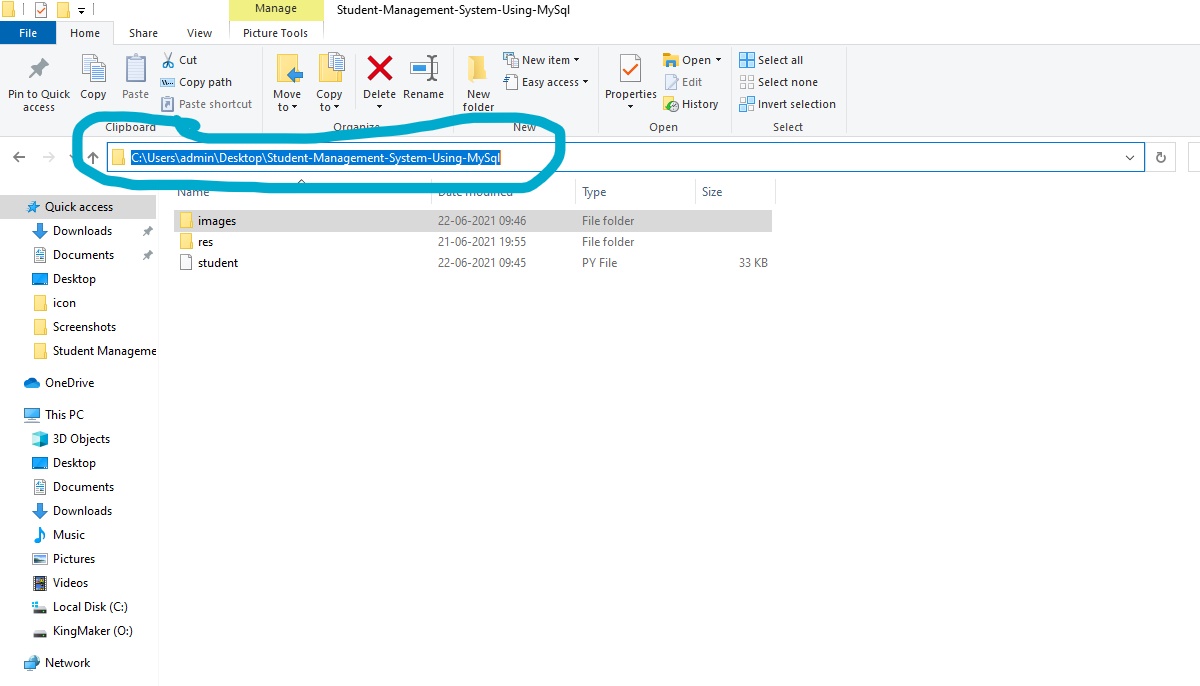 Manage
Student-Management-System-Using-MySql
File
Home
Share
View
Picture Tools
Pin to Quick access
Copy
Paste
Cut
Copy path
Paste shortcut
Clipboard
Move to
Copy to
Delete
Rename
Organize
New folder
New item
Easy access
New
Properties
Open
Edit
History
Open
Select all
Select none
Invert selection
Select
C:\Users\admin\Desktop\Student-Management-System-Using-MySql
Name
Date modified
Type
Size
images
22-06-2021 09:46
File folder
res
21-06-2021 19:55
File folder
student
22-06-2021 09:45
PY File
33 KB
Quick access
Downloads
Documents
Desktop
icon
Screenshots
Student Manageme
OneDrive
This PC
3D Objects
Desktop
Documents
Downloads
Music
Pictures
Videos
Local Disk (C:)
KingMaker (O:)
Network